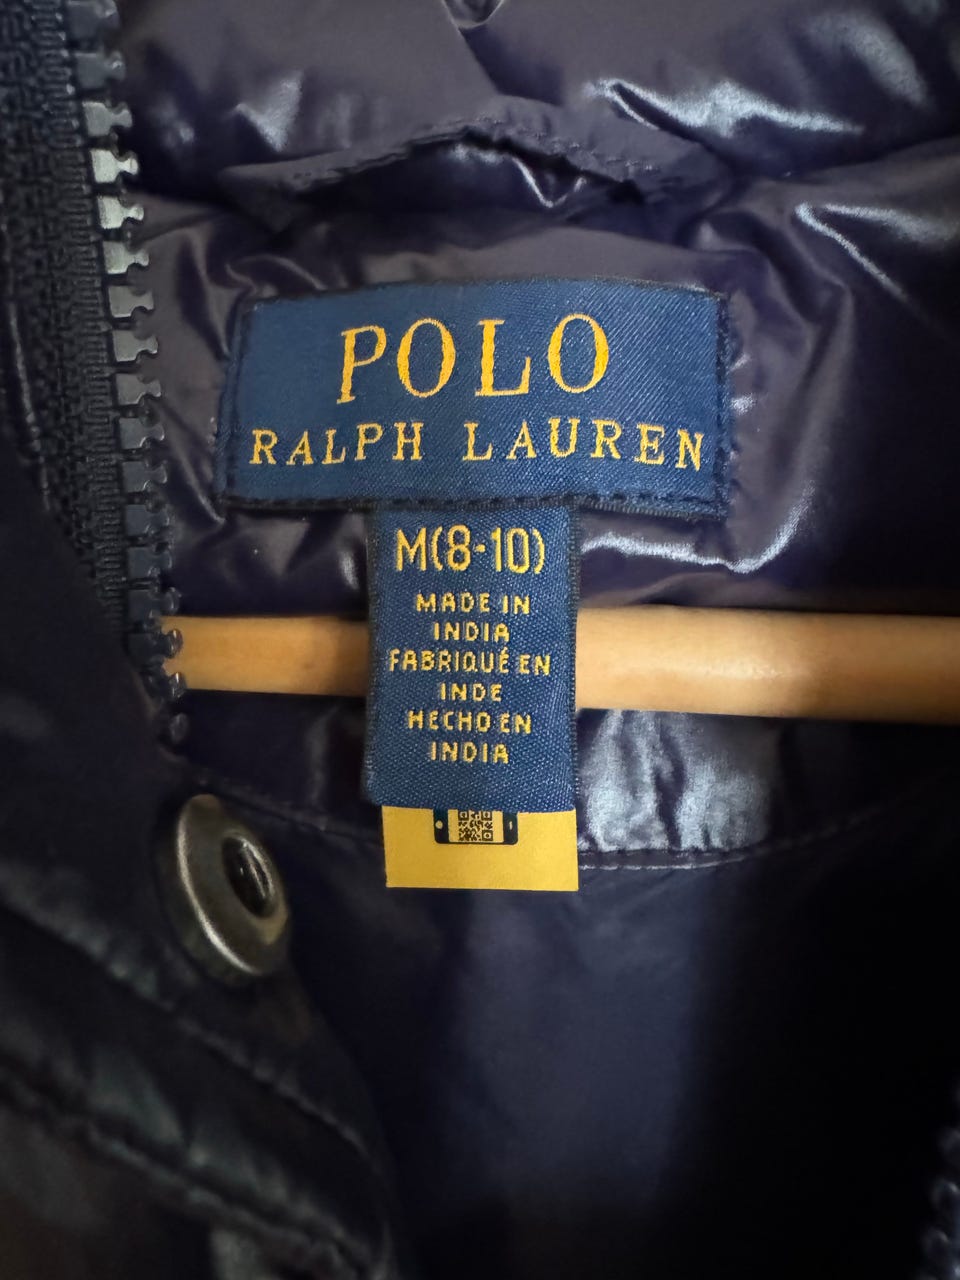 POLO
RALPH LAUREN
M(8-10)
MADE IN
INDIA
FABRIQUÉ EN
INDE
HECHO EN
INDIA